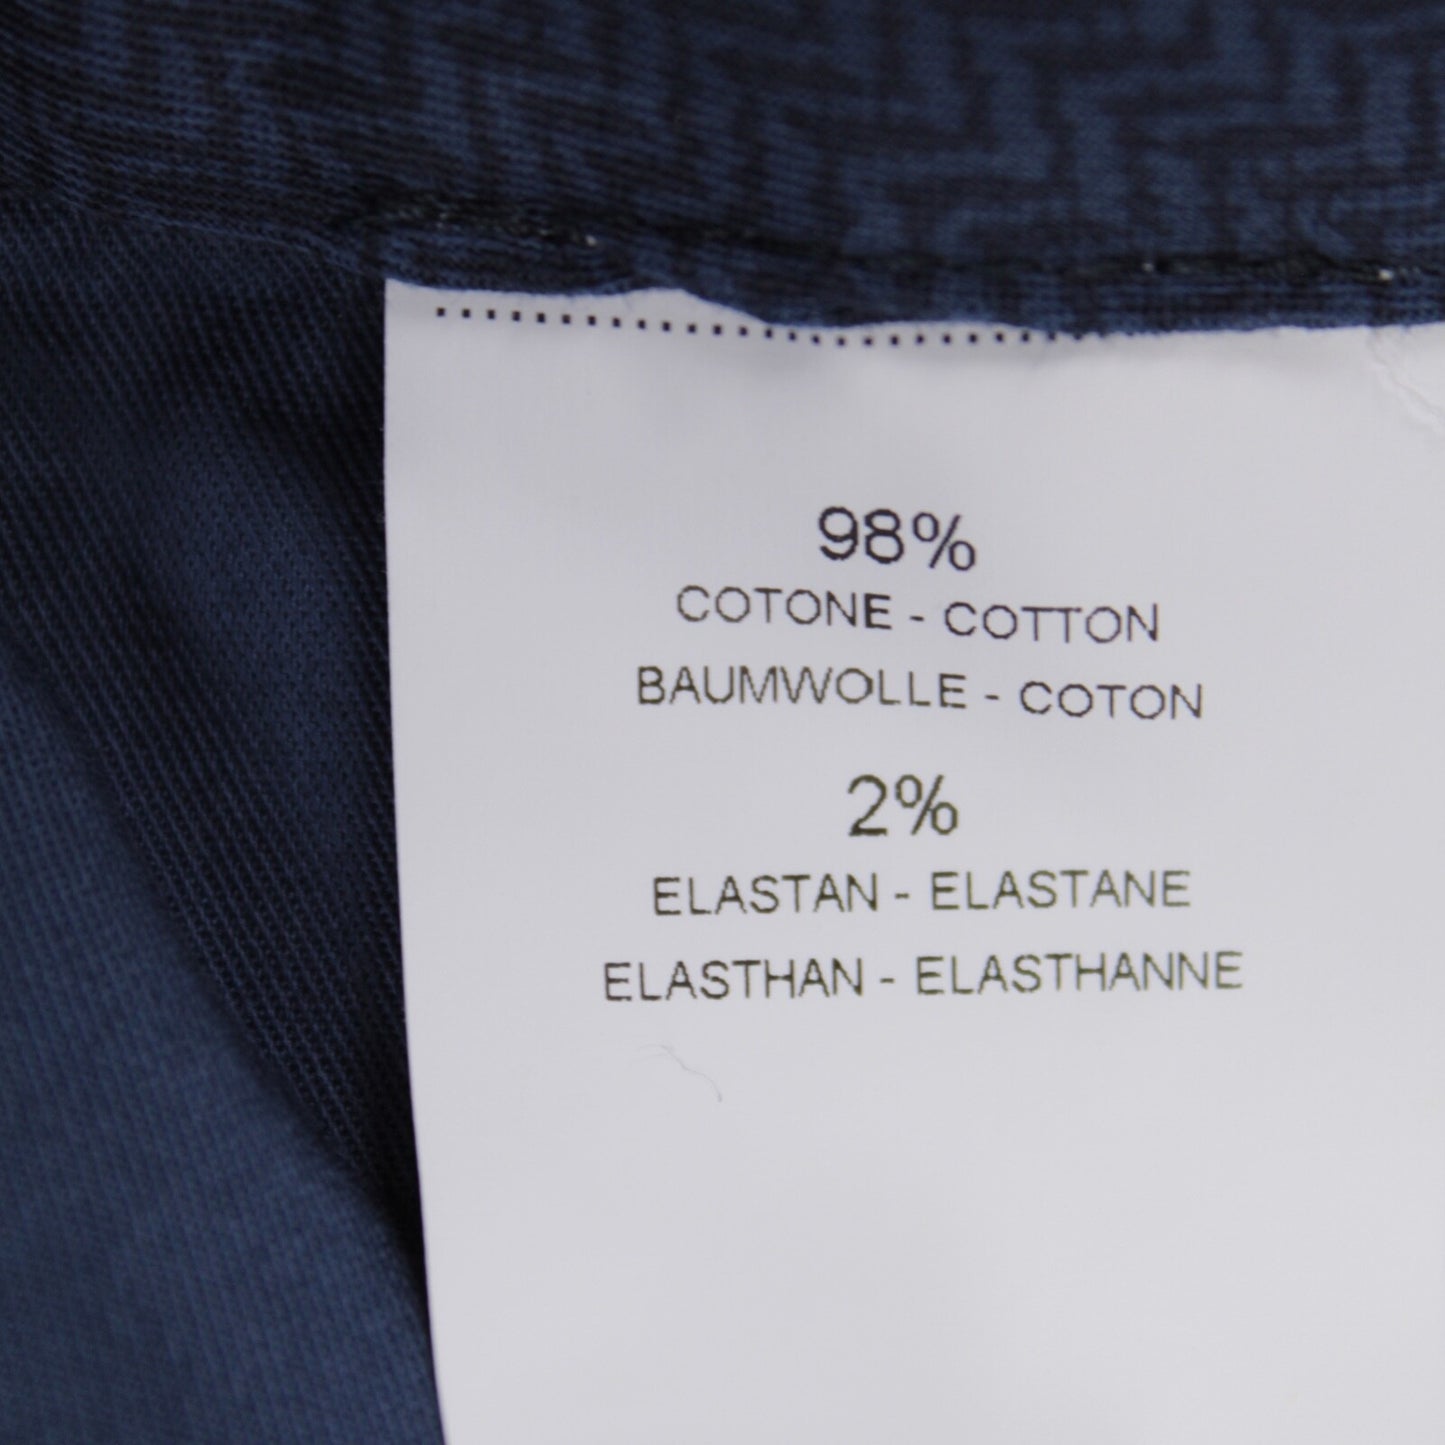 98%
COTONE - COTTON
BAUMWOLLE - COTON
2%
ELASTAN - ELASTANE
ELASTHAN - ELASTHANNE